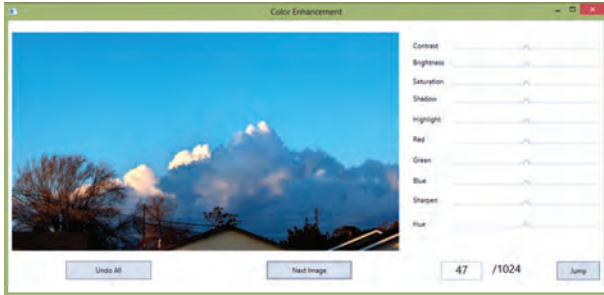 Color Enhancement
Contrast
Brightness
Saturation
Shadow
Highlight
Red
Green
Blue
Sharpen
Hue
Undo All
Next Image
47 /1024
Jump